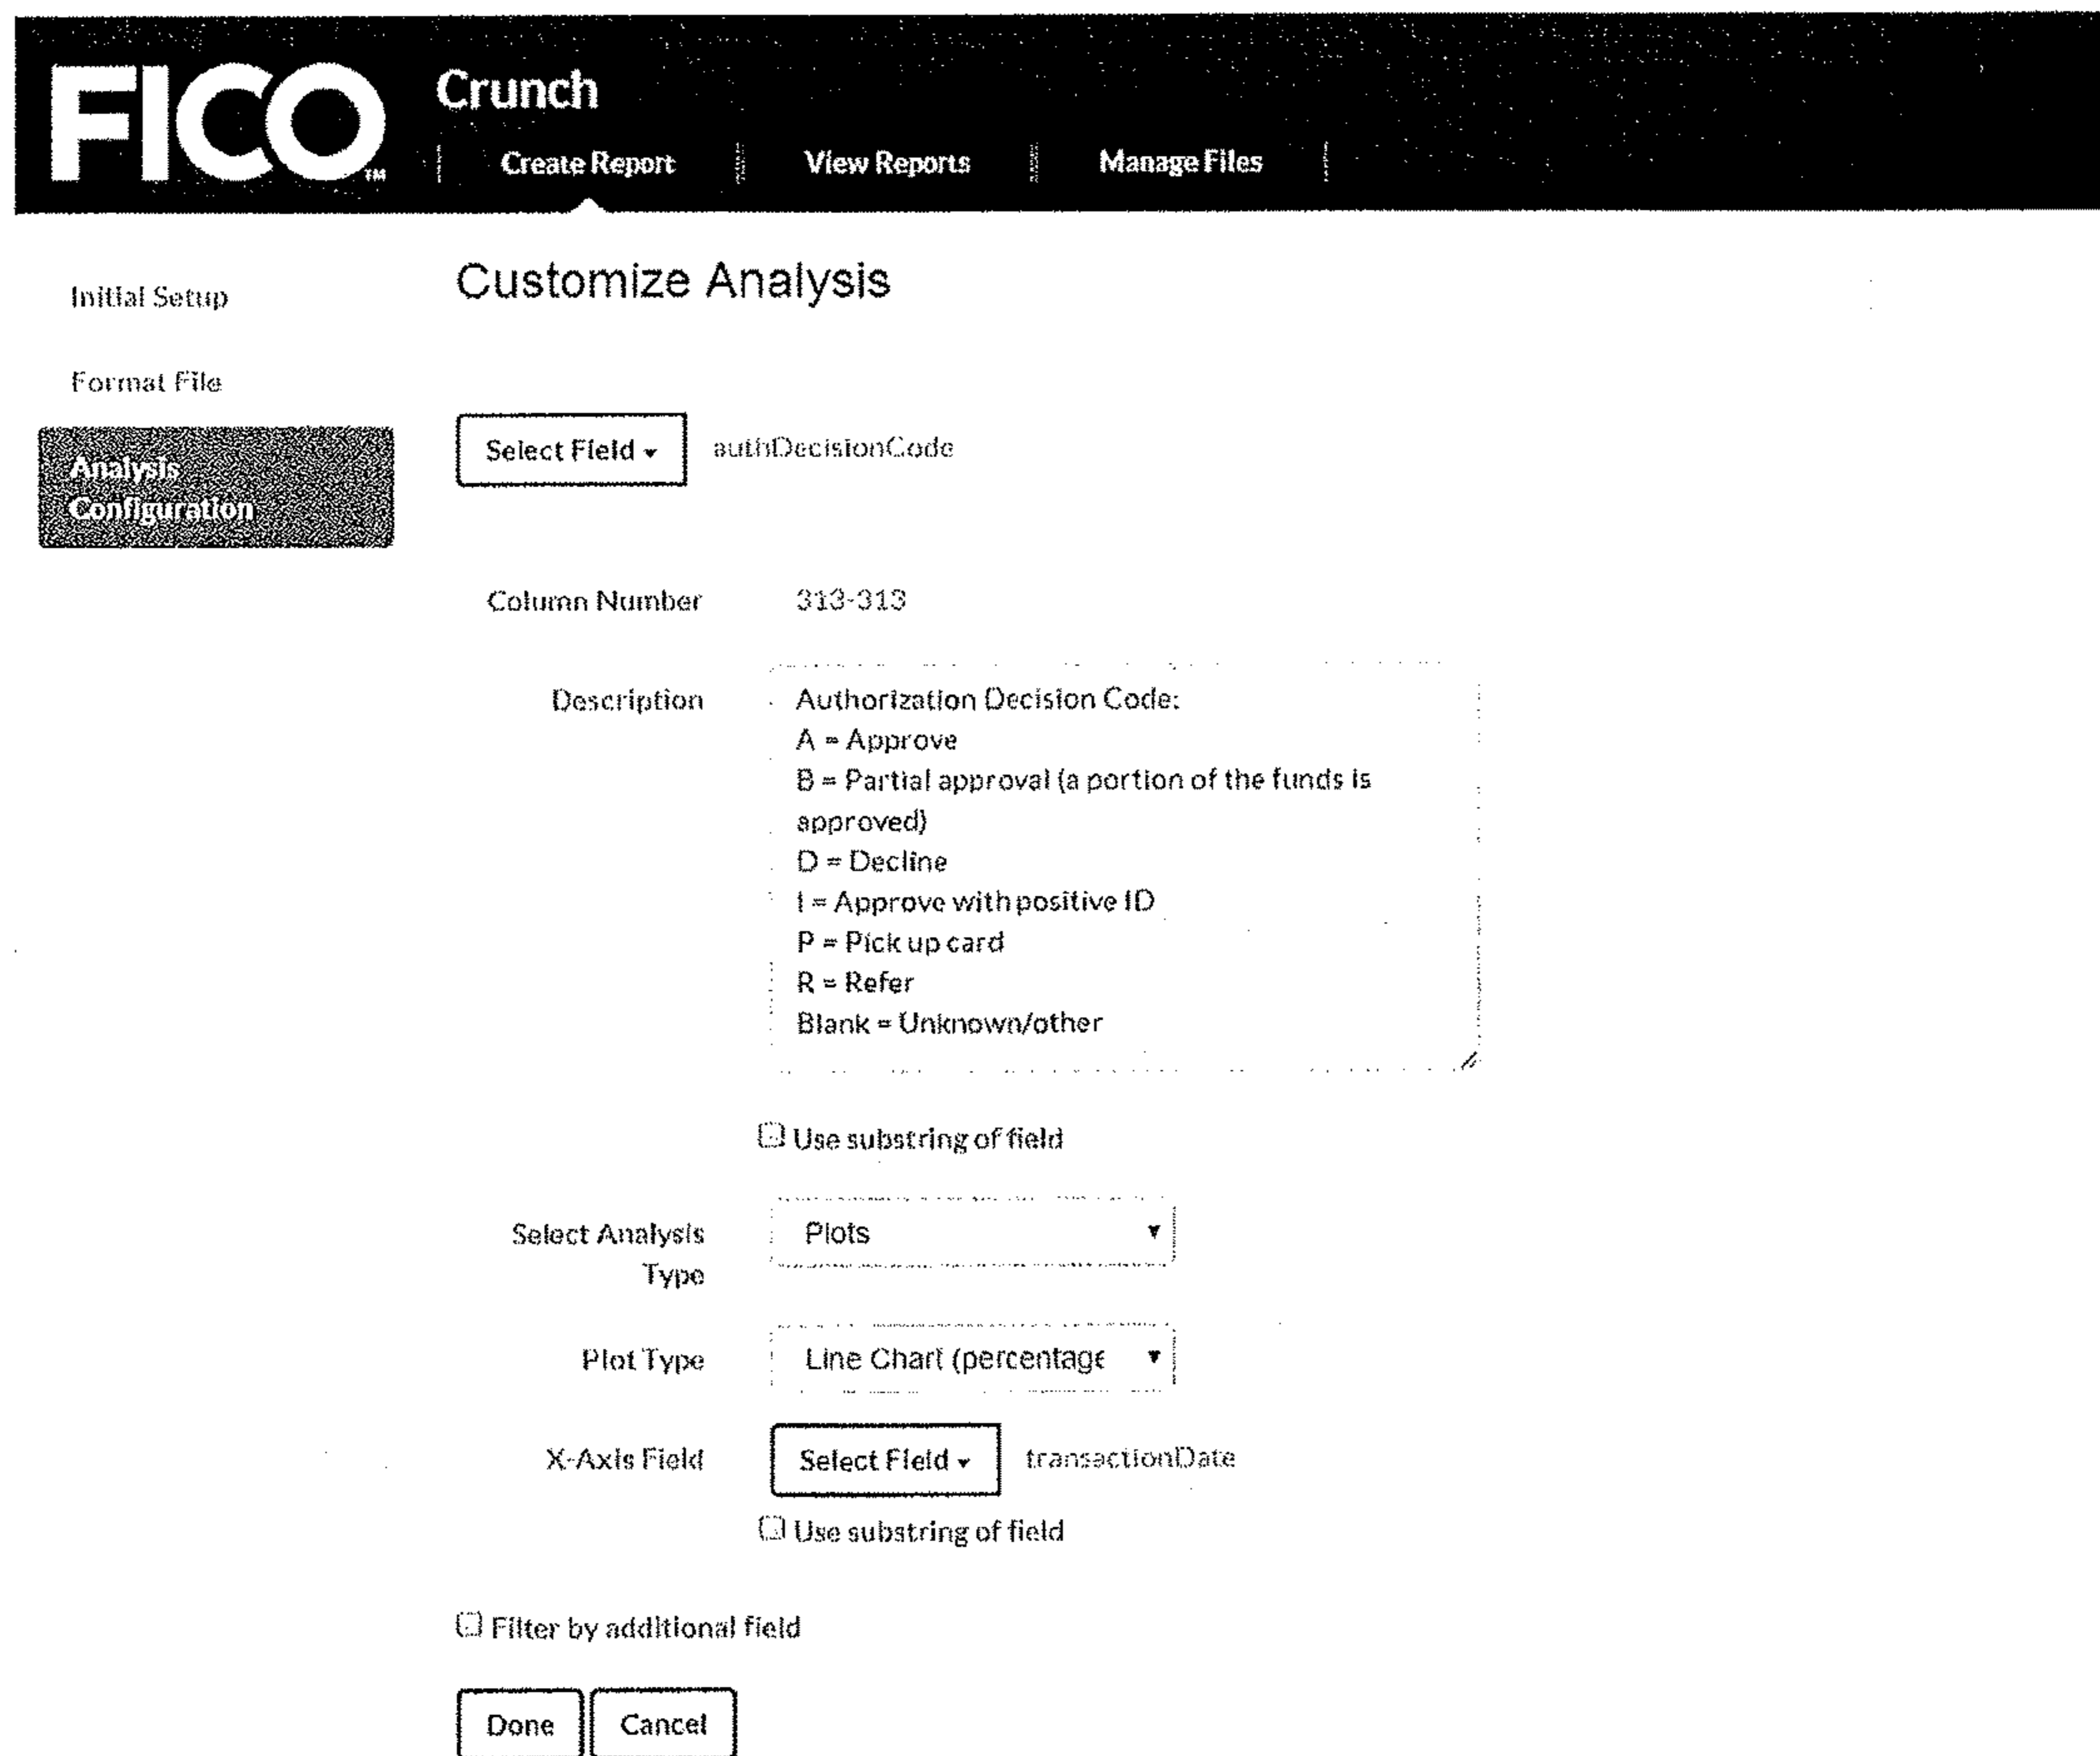 FICO™
Crunch
Create Report
View Reports
Manage Files
Initial Setup
Format File
Analysis
Configuration
Customize Analysis
Select Field
authDecisionCode
Column Number
313-313
Description
Authorization Decision Code:
A = Approve
B = Partial approval (a portion of the funds is
approved)
D = Decline
I = Approve with positive ID
P = Pick up card
R = Refer
Blank = Unknown/other
Use substring of field
Select Analysis
Type
Plots
Plot Type
Line Chart (percentage
X-Axis Field
Select Field
transactionDate
Use substring of field
Filter by additional field
Done
Cancel